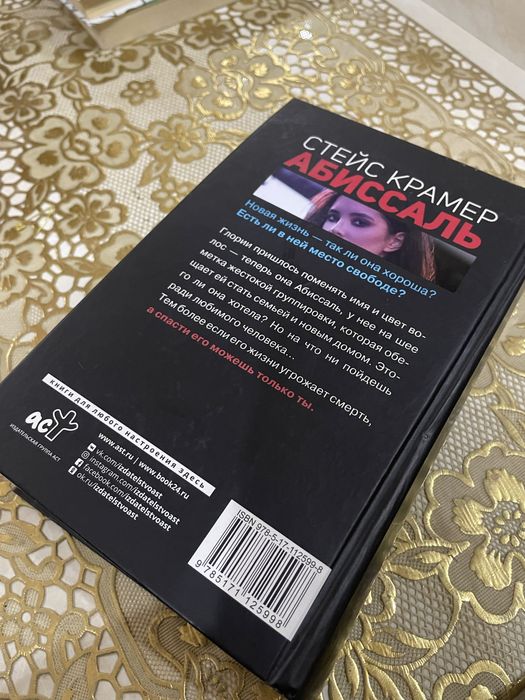 СТЕЙС КРАМЕР
АБИССАЛЬ
Новая жизнь — так ли она хороша?
Есть ли в ней место свободе?
Глории пришлось поменять имя и цвет во-
лос — теперь она Абиссаль, у нее на шее
метка жестокой группировки, которая обе-
щает ей стать семьей и новым домом. Это-
го ли она хотела? Но на что ни пойдешь
ради любимого человека...
Тем более если его жизни угрожает смерть,
а спасти его можешь только ты.
книги для любого настроения здесь
аст
ИЗДАТЕЛЬСКАЯ ГРУППА АСТ
www.ast.ru | www.book24.ru
vk.com/izdatelstvoast
instagram.com/izdatelstvoast
facebook.com/izdatelstvoast
ok.ru/izdatelstvoast
ISBN 978-5-17-112599-8
9 785171 125998